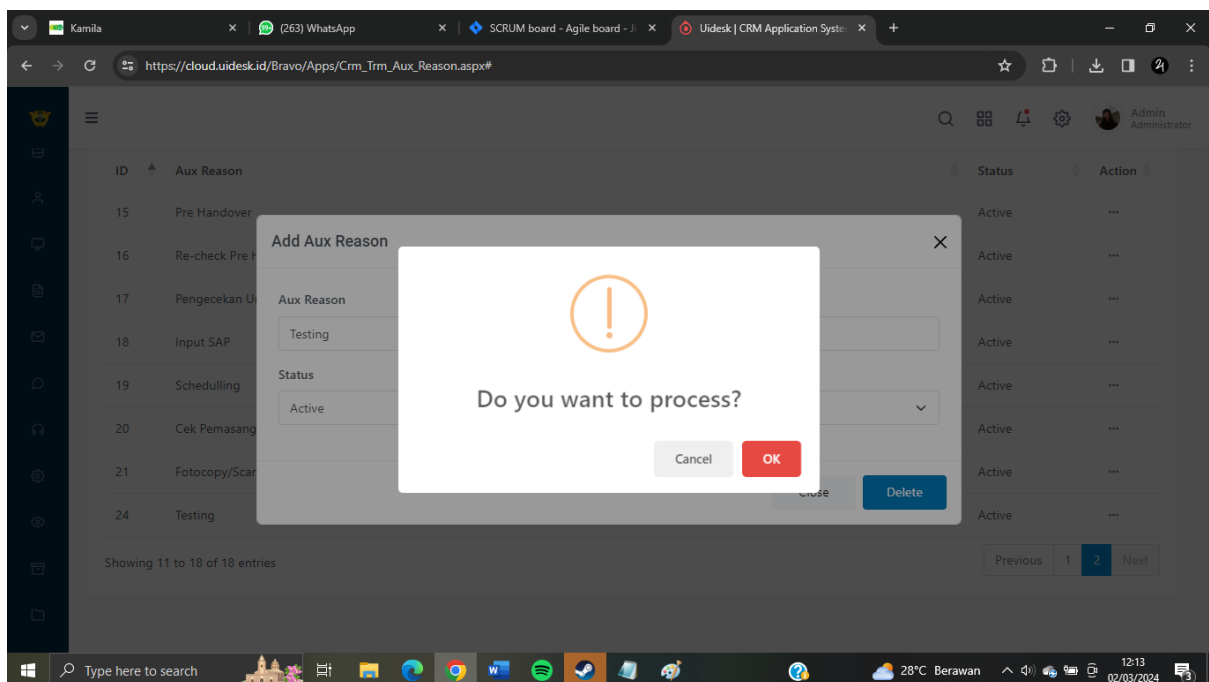 Kamila
(263) WhatsApp
SCRUM board - Agile board - Ji
Uidesk | CRM Application Syste
https://cloud.uidesk.id/Bravo/Apps/Crm_Trm_Aux_Reason.aspx#
Admin
Administrator
ID Aux Reason Status Action
15 Pre Handover Active
16 Re-check Pre H Active
17 Pengecekan Active
18 Input SAP Active
19 Schedulling Active
20 Cek Pemasang Active
21 Fotocopy/Scan Active
24 Testing Active
Add Aux Reason
Aux Reason
Testing
Status
Active
Do you want to process?
Cancel OK
Close Delete
Showing 11 to 18 of 18 entries
Previous 1 2 Next
Type here to search
28°C Berawan
12:13
02/03/2024
3